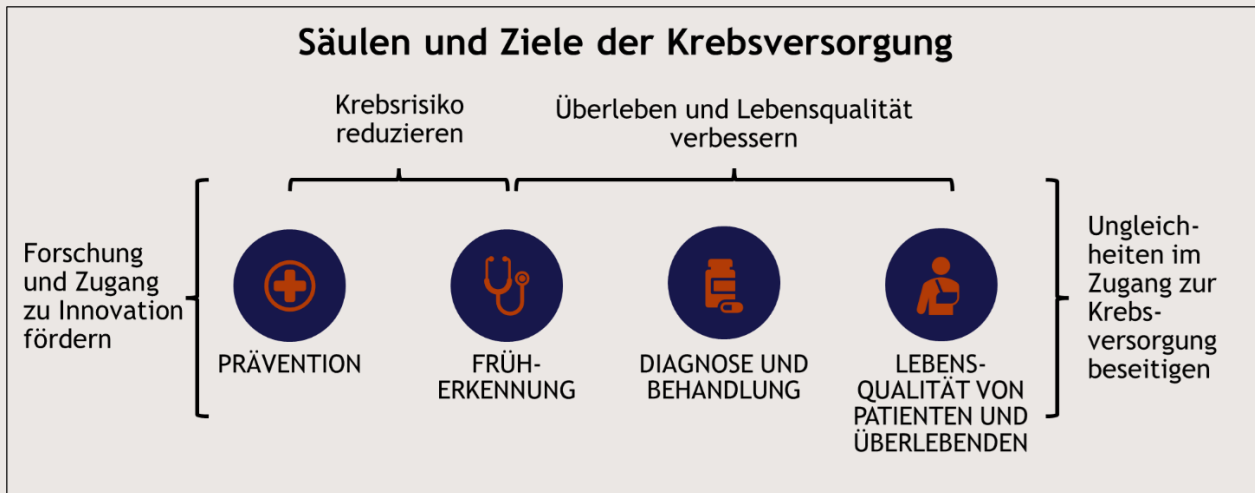 Säulen und Ziele der Krebsversorgung
Krebsrisiko
reduzieren
Überleben und Lebensqualität
verbessern
Forschung
und Zugang
zu Innovation
fördern
PRÄVENTION
FRÜH-
ERKENNUNG
DIAGNOSE UND
BEHANDLUNG
LEBENS-
QUALITÄT VON
PATIENTEN UND
ÜBERLEBENDEN
Ungleich-
heiten im
Zugang zur
Krebs-
versorgung
beseitigen